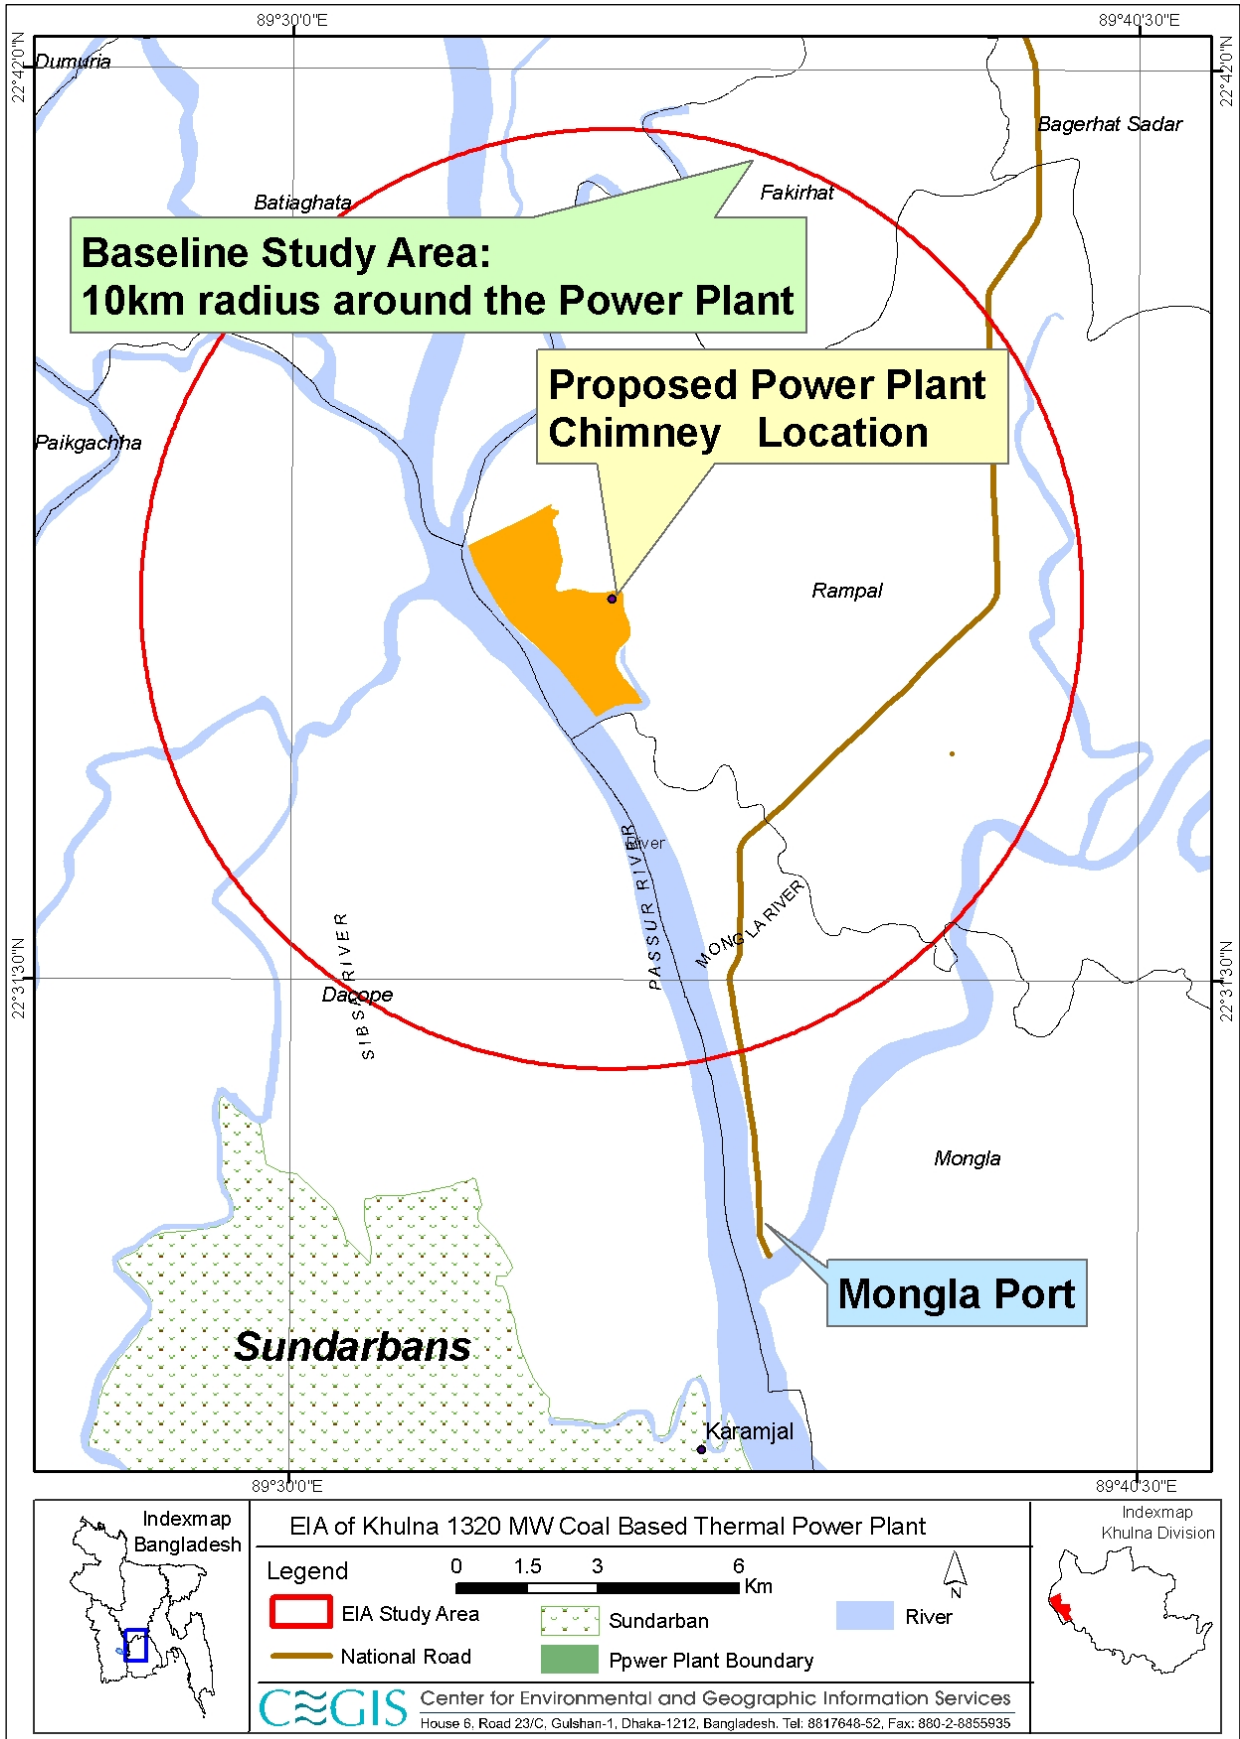 89°30'0"E
89°40'30"E
22°42'0"N
22°42'0"N
Dumuria
Bagerhat Sadar
Batiaghata
Fakirhat
Baseline Study Area:
10km radius around the Power Plant
Proposed Power Plant
Chimney Location
Paikgachha
Rampal
River
PASSUR RIVER
MONGLA RIVER
SIBSA RIVER
22°31'30"N
22°31'30"N
Dacope
Mongla
Mongla Port
Sundarbans
Karamjal
89°30'0"E
89°40'30"E
Indexmap
Bangladesh
EIA of Khulna 1320 MW Coal Based Thermal Power Plant
Legend
0 1.5 3 6
Km
N
EIA Study Area
Sundarban
River
National Road
Ppwer Plant Boundary
CEGIS
Center for Environmental and Geographic Information Services
House 6, Road 23/C, Gulshan-1, Dhaka-1212, Bangladesh. Tel: 8817648-52, Fax: 880-2-8855935
Indexmap
Khulna Division